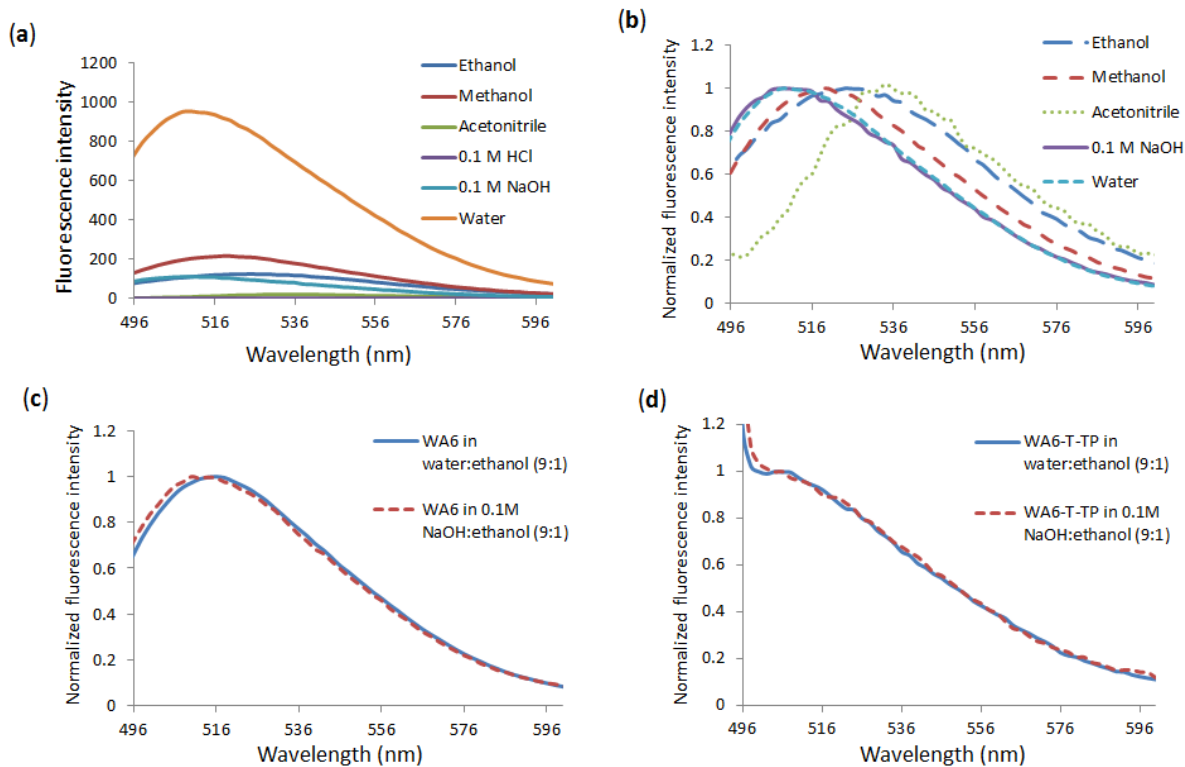 (a)
Fluorescence intensity
1200
1000
800
600
400
200
0
496
516
536
556
576
596
Wavelength (nm)
Ethanol
Methanol
Acetonitrile
0.1 M HCl
0.1 M NaOH
Water
(b)
Normalized fluorescence intensity
1.2
1
0.8
0.6
0.4
0.2
0
496
516
536
556
576
596
Wavelength (nm)
Ethanol
Methanol
Acetonitrile
0.1 M NaOH
Water
(c)
Normalized fluorescence intensity
1.2
1
0.8
0.6
0.4
0.2
0
496
516
536
556
576
596
Wavelength (nm)
WA6 in
water:ethanol (9:1)
WA6 in 0.1M
NaOH:ethanol (9:1)
(d)
Normalized fluorescence intensity
1.2
1
0.8
0.6
0.4
0.2
0
496
516
536
556
576
596
Wavelength (nm)
WA6-T-TP in
water:ethanol (9:1)
WA6-T-TP in 0.1M
NaOH:ethanol (9:1)